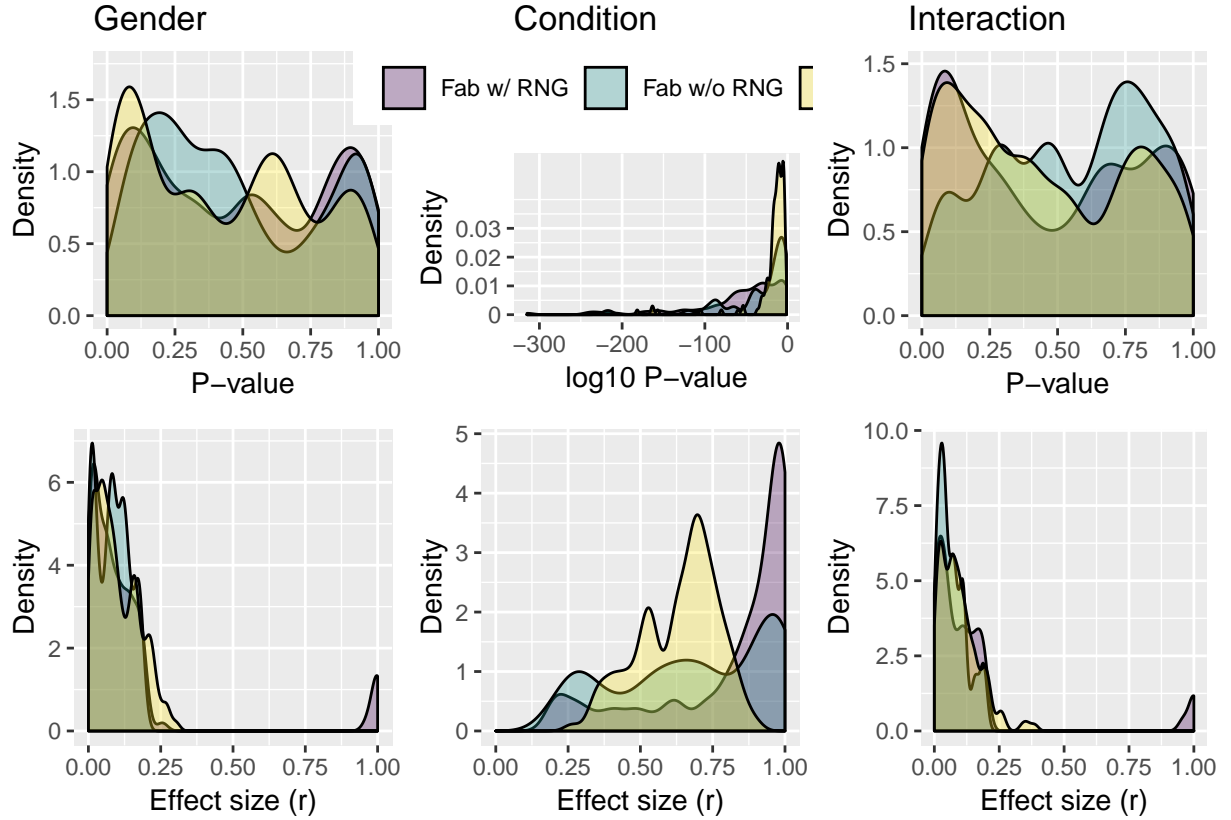 Gender
Condition
Interaction
Fab w/ RNG
Fab w/o RNG
Density
1.5
1.0
0.5
0.0
0.00 0.25 0.50 0.75 1.00
P−value
Density
0.03
0.02
0.01
0
−300 −200 −100 0
log10 P−value
Density
1.5
1.0
0.5
0.0
0.00 0.25 0.50 0.75 1.00
P−value
Density
6
4
2
0
0.00 0.25 0.50 0.75 1.00
Effect size (r)
Density
5
4
3
2
1
0
0.00 0.25 0.50 0.75 1.00
Effect size (r)
Density
10.0
7.5
5.0
2.5
0.0
0.00 0.25 0.50 0.75 1.00
Effect size (r)